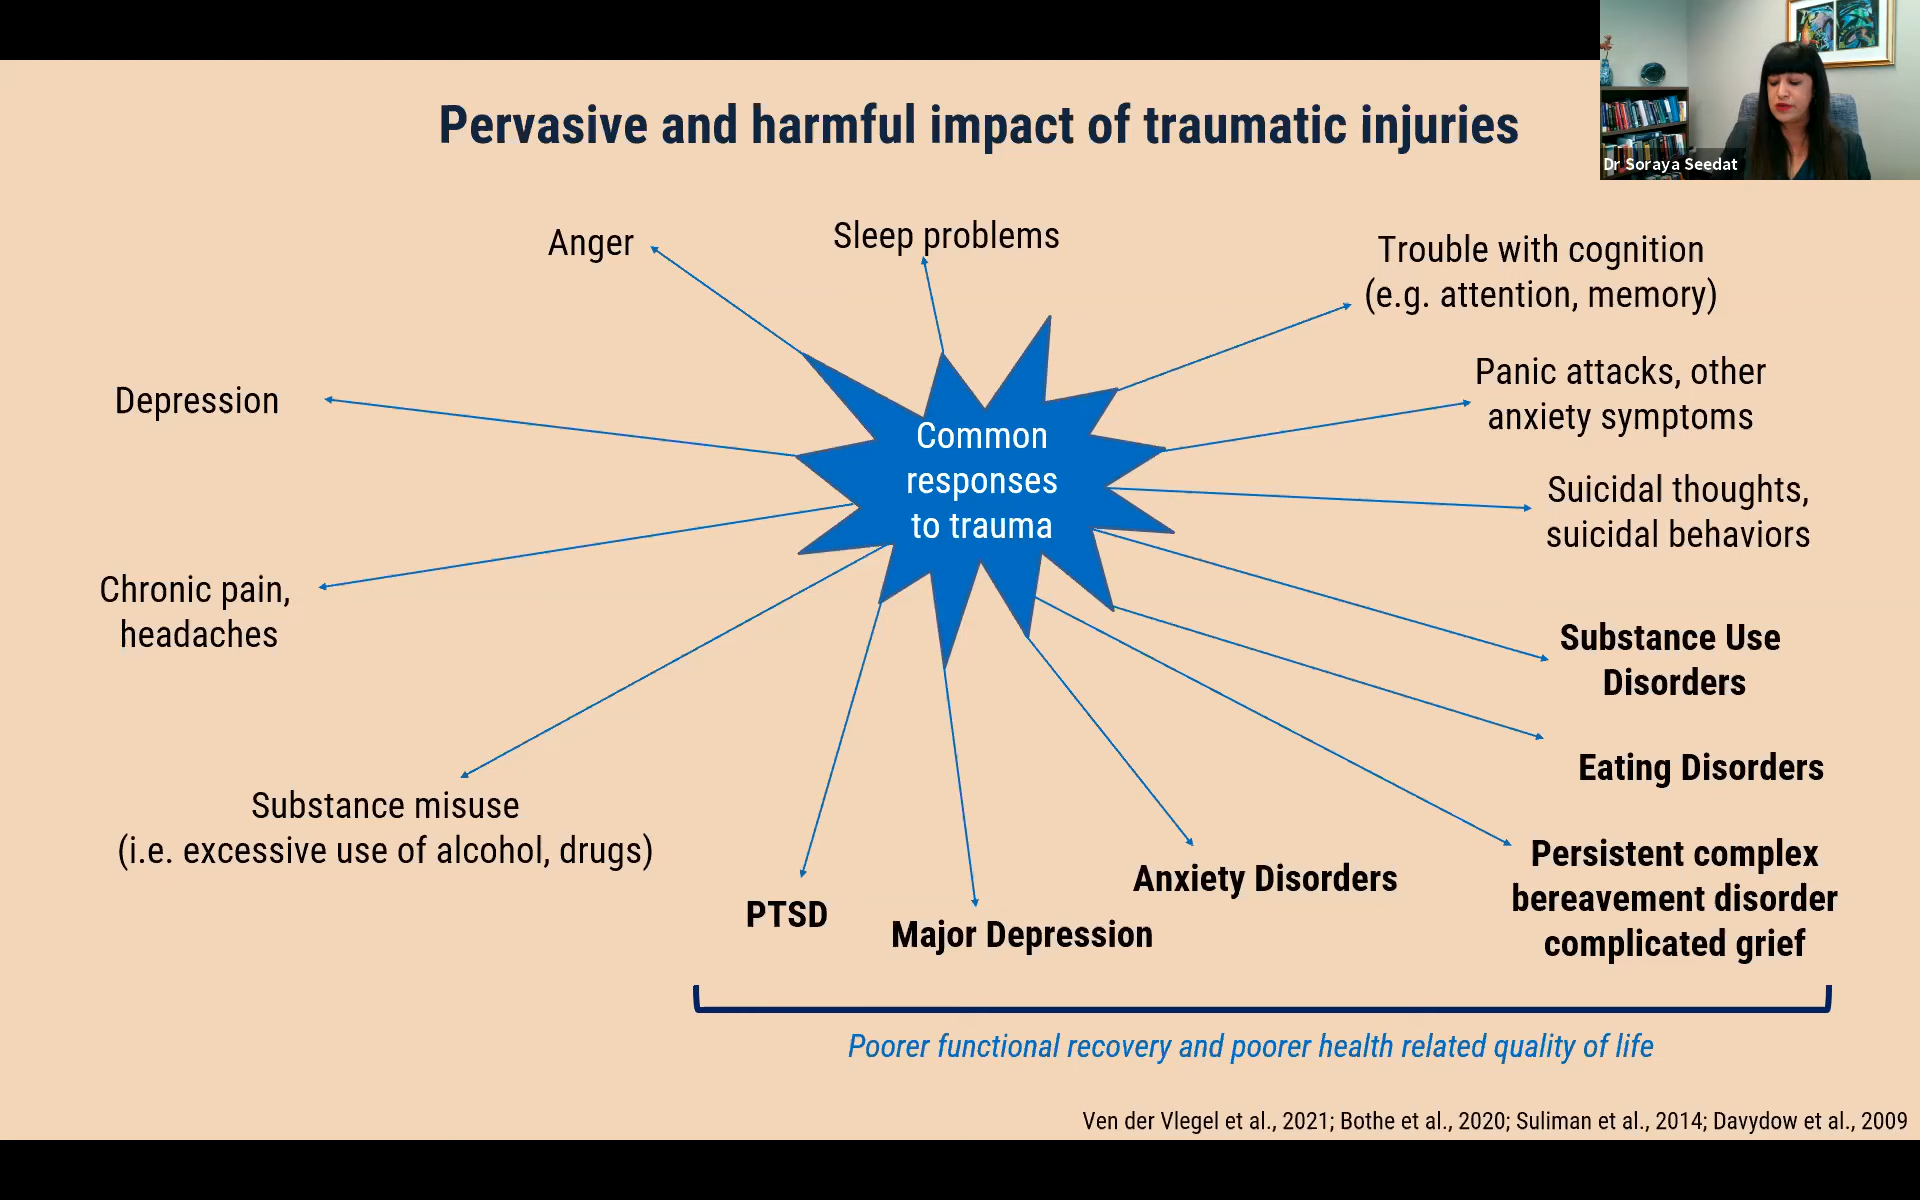 Pervasive and harmful impact of traumatic injuries
Dr Soraya Seedat
Anger
Sleep problems
Trouble with cognition
(e.g. attention, memory)
Depression
Panic attacks, other
anxiety symptoms
Common
responses
to trauma
Suicidal thoughts,
suicidal behaviors
Chronic pain,
headaches
Substance Use
Disorders
Eating Disorders
Substance misuse
(i.e. excessive use of alcohol, drugs)
PTSD
Major Depression
Anxiety Disorders
Persistent complex
bereavement disorder
complicated grief
Poorer functional recovery and poorer health related quality of life
Ven der Vlegel et al., 2021; Bothe et al., 2020; Suliman et al., 2014; Davydow et al., 2009